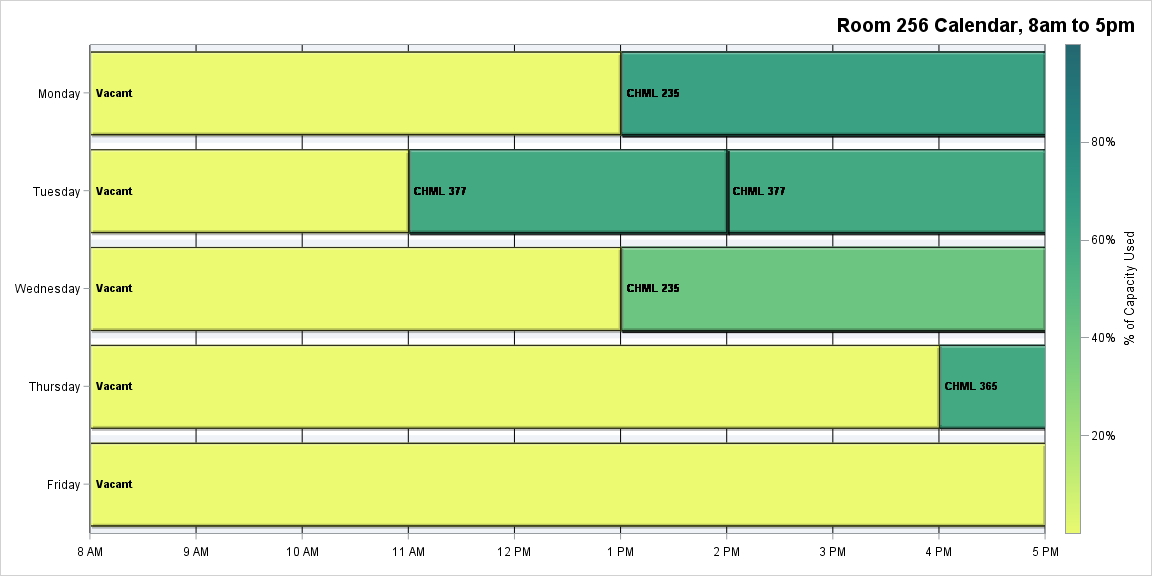 Room 256 Calendar, 8am to 5pm
Monday
Vacant
CHML 235
Tuesday
Vacant
CHML 377
CHML 377
Wednesday
Vacant
CHML 235
Thursday
Vacant
CHML 365
Friday
Vacant
8 AM
9 AM
10 AM
11 AM
12 PM
1 PM
2 PM
3 PM
4 PM
5 PM
80%
60%
40%
20%
% of Capacity Used